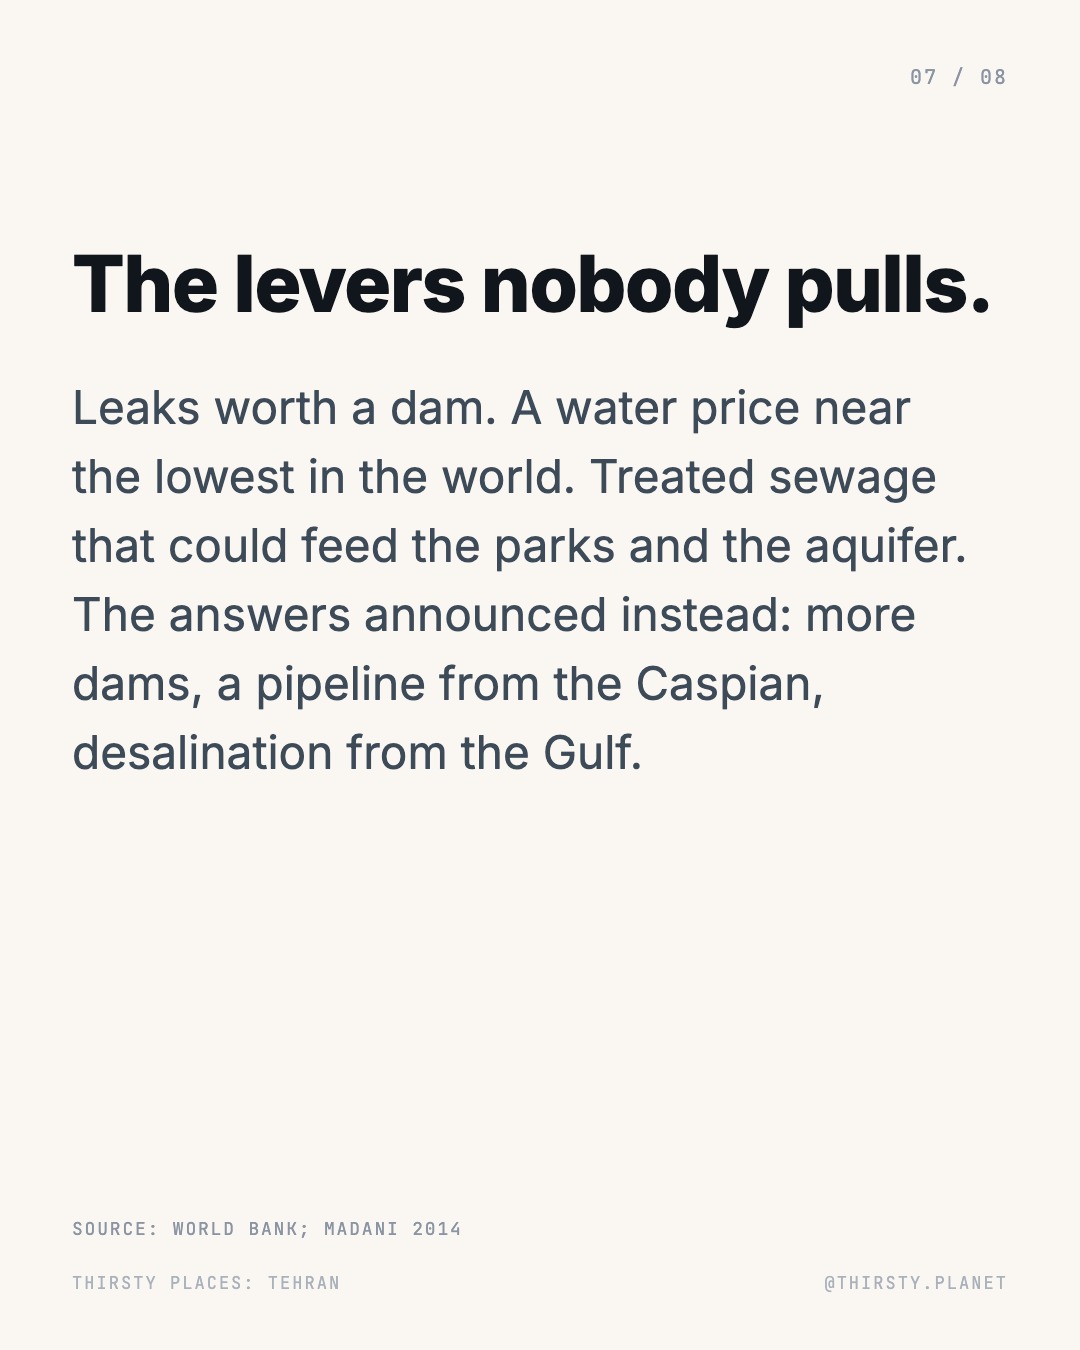 07 / 08
The levers nobody pulls.
Leaks worth a dam. A water price near
the lowest in the world. Treated sewage
that could feed the parks and the aquifer.
The answers announced instead: more
dams, a pipeline from the Caspian,
desalination from the Gulf.
SOURCE: WORLD BANK; MADANI 2014
THIRSTY PLACES: TEHRAN
@THIRSTY.PLANET